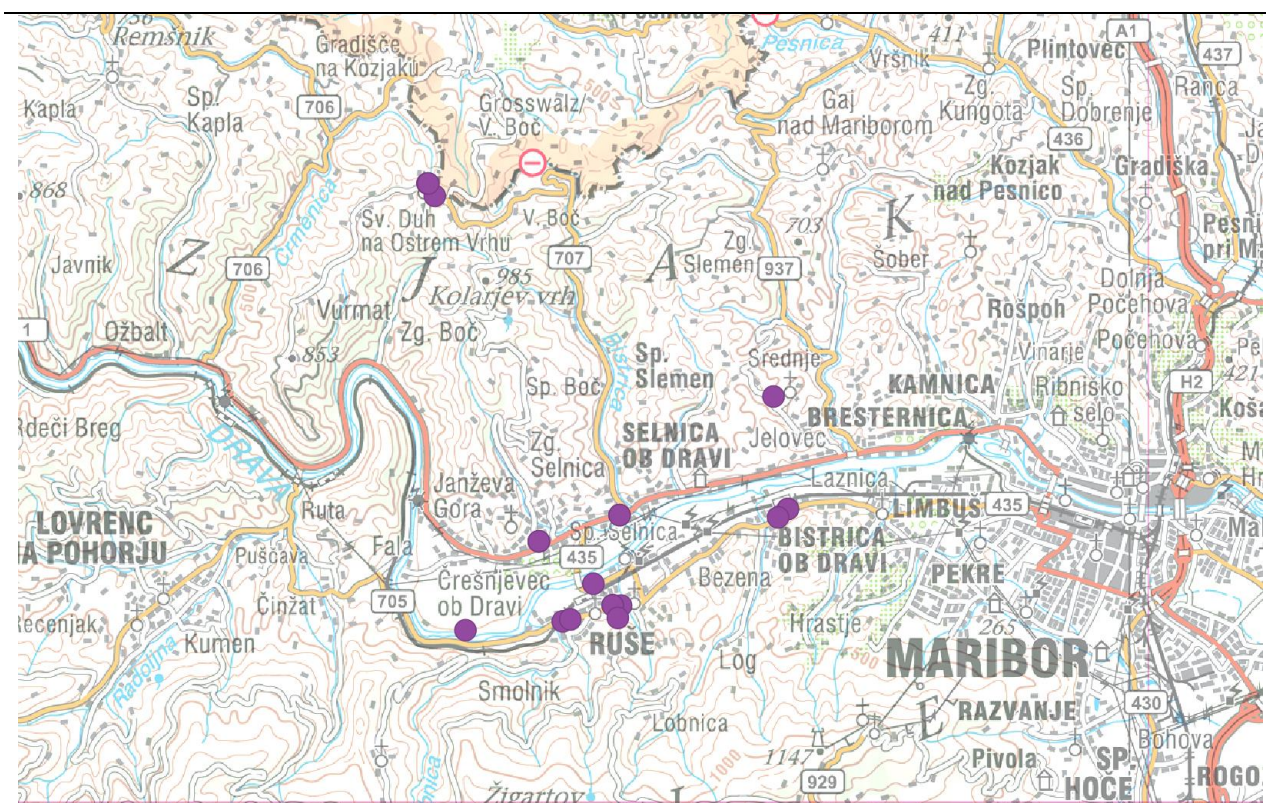 Remšnik
Gradišče
na Kozjaku
Pesnica
411
Plintovec
A1
437
Vršnik
Kapla
Sp.
Kapla
706
Grosswalz/
V. Boč
500
Gaj
nad Mariborom
Zg.
Kungota
Sp.
Dobrenje
Ranca
436
868
Crmenica
Kozjak
nad Pesnico
Gradiška
Sv. Duh
na Ostrem Vrhu
V. Boč
703
K
Javnik
Z
706
J
985
707
A
Zg.
Slemen
937
Šober
Dolnja
Počehova
Kolarjev vrh
Vurmat
Zg. Boč
Rošpoh
1
Ožbalt
853
Bistrica
Sp.
Slemen
Srednje
Vinarje
Počehova
421
Sp. Boč
KAMNICA
Ribniško
selo
H2
BRESTERNICA
DRAVA
Zg.
Selnica
SELNICA
OB DRAVI
Jelovec
Laznica
Janževa
Gora
LOVRENC
Ruta
Sp. Selnica
LIMBUŠ
435
Fala
435
BISTRICA
OB DRAVI
Puščava
Bezena
PEKRE
Črešnjevec
ob Dravi
Činžat
705
265
Kumen
Radoljna
RUŠE
Hrastje
500
MARIBOR
Log
Smolnik
Lobnica
E
RAZVANJE
430
Bohova
1147
1000
929
Pivola
SP.
HOČE